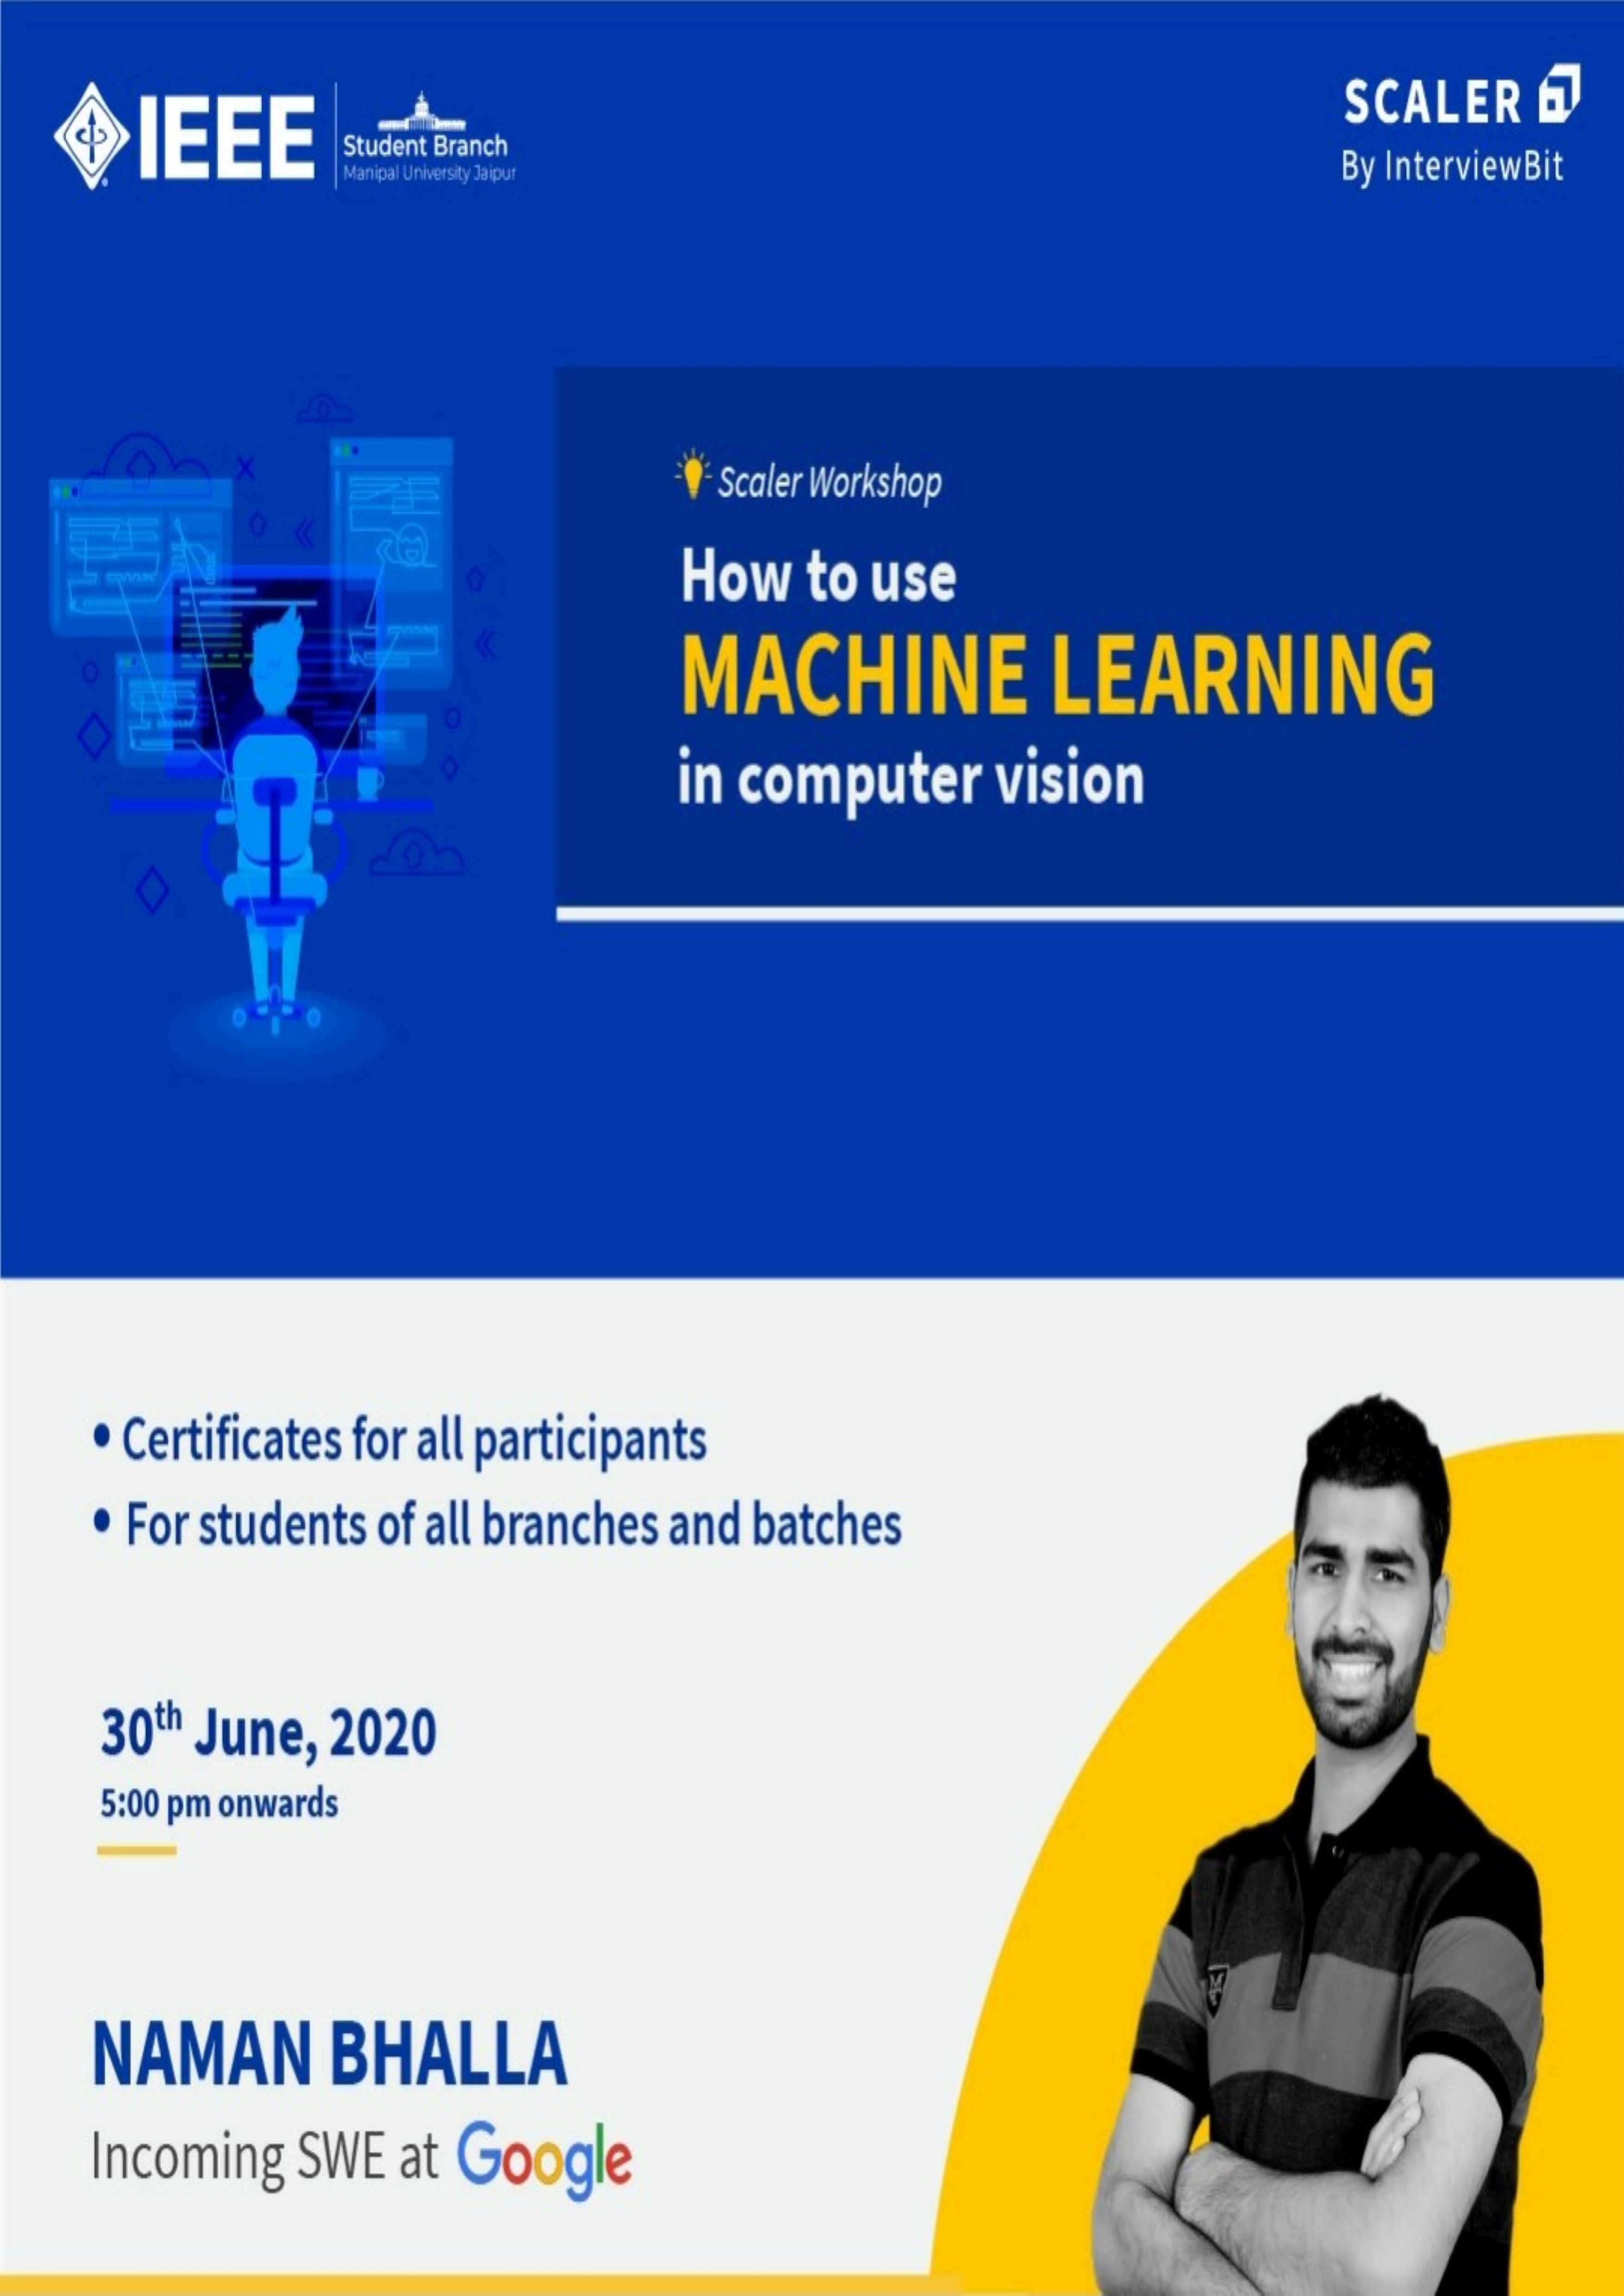 IEEE
Student Branch
Manipal University Jaipur
SCALER
By InterviewBit
Scaler Workshop
How to use
MACHINE LEARNING
in computer vision
• Certificates for all participants
• For students of all branches and batches
30th June, 2020
5:00 pm onwards
NAMAN BHALLA
Incoming SWE at Google